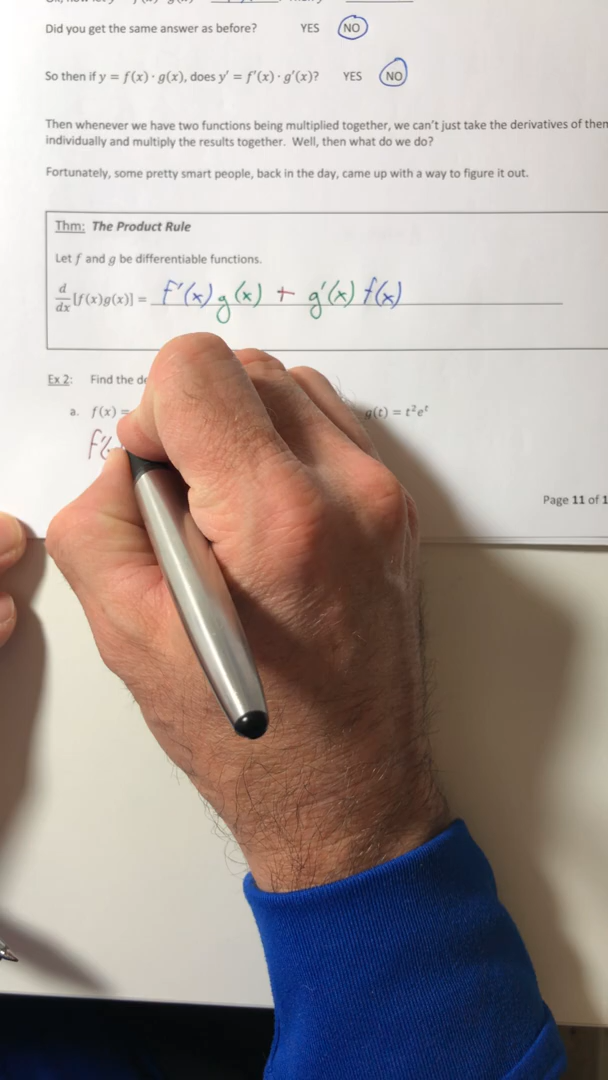 Did you get the same answer as before? YES NO
So then if y = f(x) · g(x), does y′ = f′(x) · g′(x)? YES NO
Then whenever we have two functions being multiplied together, we can't just take the derivatives of them
individually and multiply the results together. Well, then what do we do?
Fortunately, some pretty smart people, back in the day, came up with a way to figure it out.
Thm: The Product Rule
Let f and g be differentiable functions.
d/dx [f(x)g(x)] = f′(x) g(x) + g′(x) f(x)
Ex 2: Find the
a. f(x) = g(t) = t²eᵗ
f′(
Page 11 of